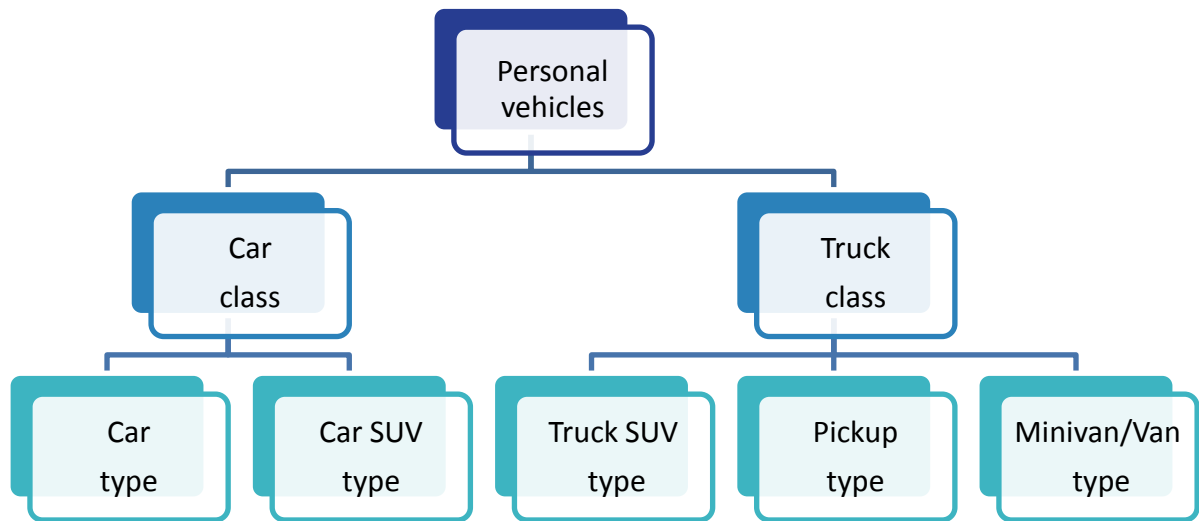 Personal
vehicles
Car
class
Truck
class
Car
type
Car SUV
type
Truck SUV
type
Pickup
type
Minivan/Van
type